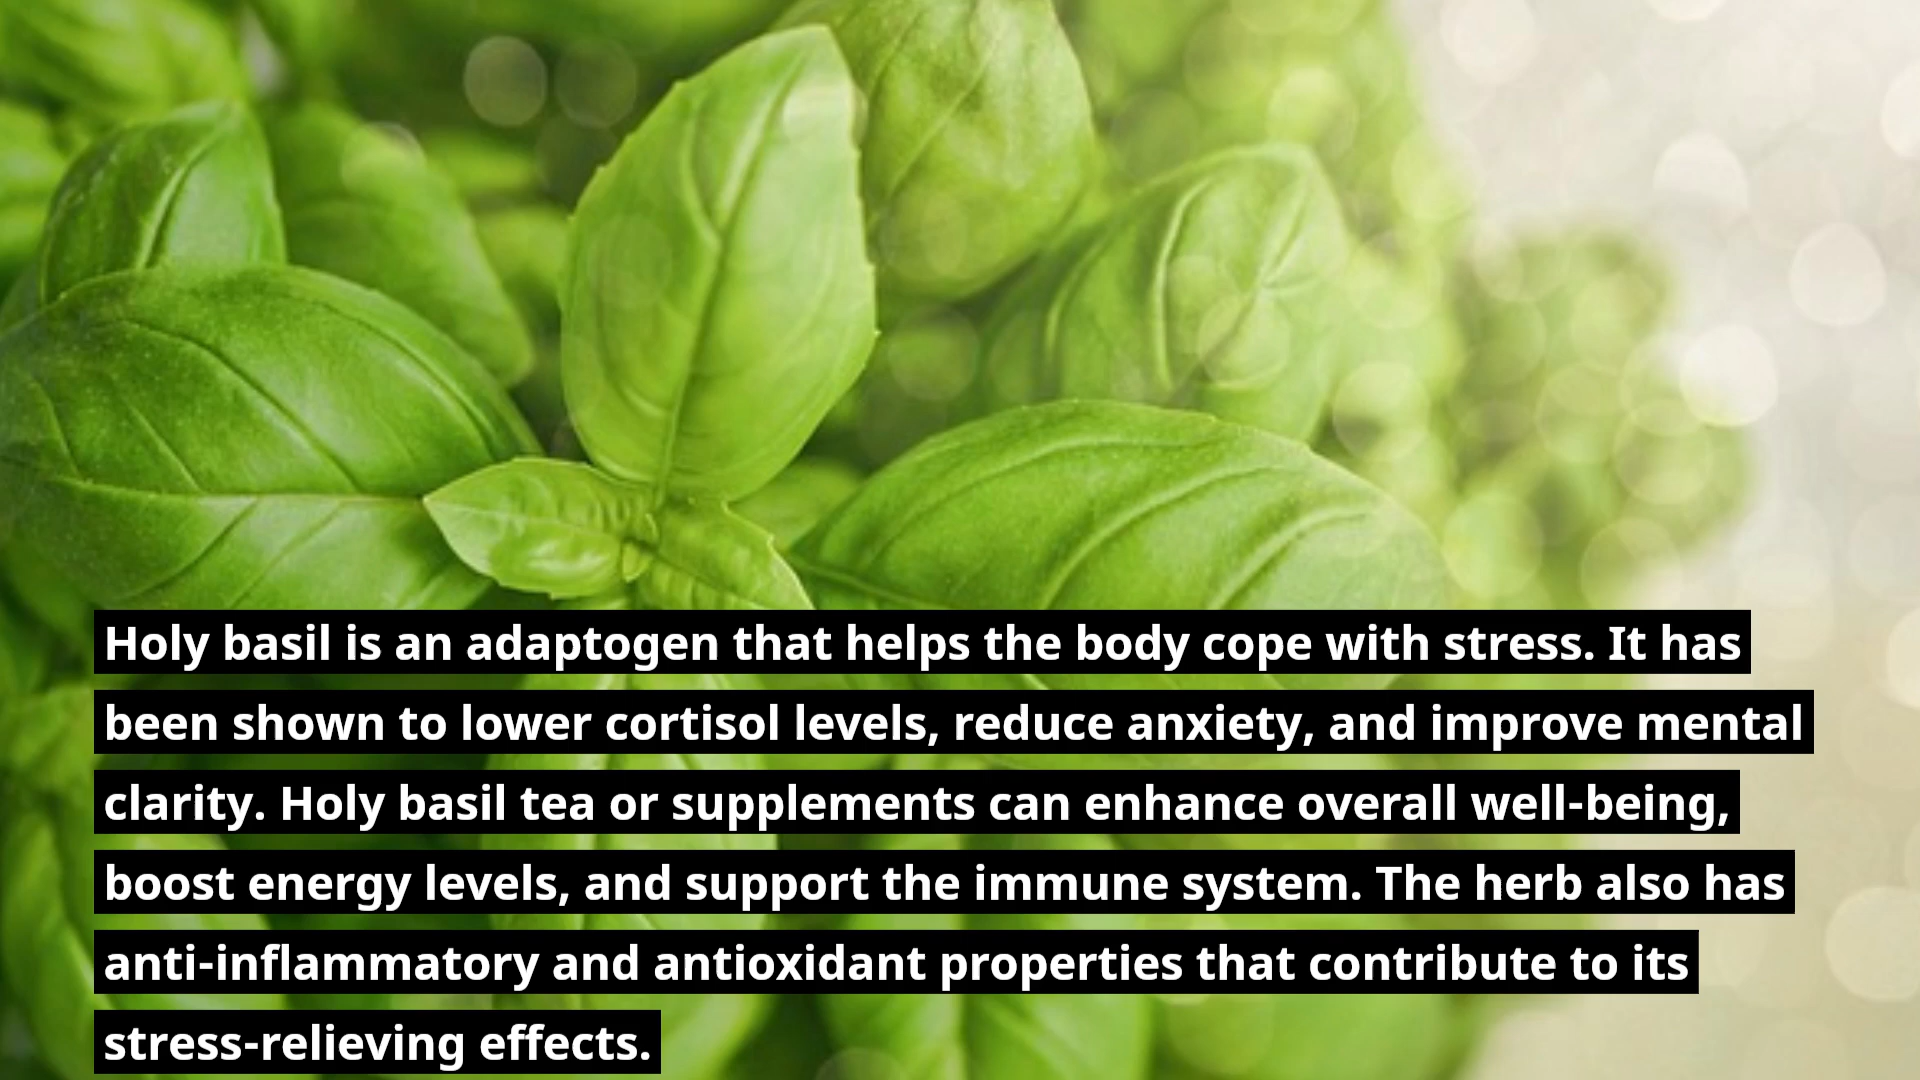 Holy basil is an adaptogen that helps the body cope with stress. It has
been shown to lower cortisol levels, reduce anxiety, and improve mental
clarity. Holy basil tea or supplements can enhance overall well-being,
boost energy levels, and support the immune system. The herb also has
anti-inflammatory and antioxidant properties that contribute to its
stress-relieving effects.